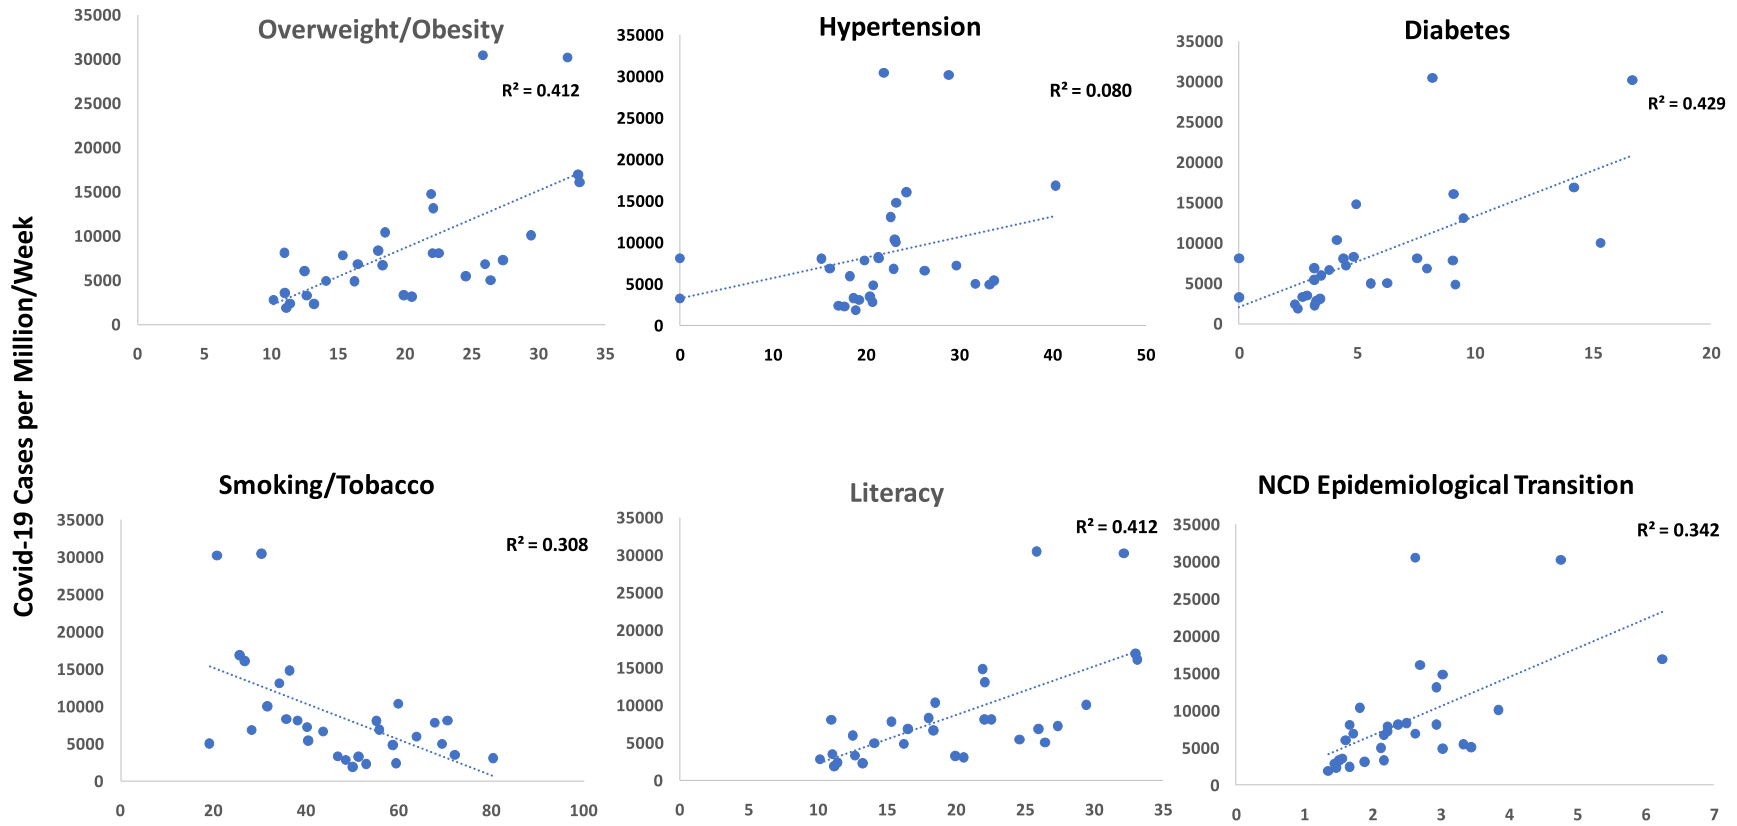 Covid-19 Cases per Million/Week
Overweight/Obesity
R² = 0.412
35000
30000
25000
20000
15000
10000
5000
0
0 5 10 15 20 25 30 35
Hypertension
R² = 0.080
35000
30000
25000
20000
15000
10000
5000
0
0 10 20 30 40 50
Diabetes
R² = 0.429
35000
30000
25000
20000
15000
10000
5000
0
0 5 10 15 20
Smoking/Tobacco
R² = 0.308
35000
30000
25000
20000
15000
10000
5000
0
0 20 40 60 80 100
Literacy
R² = 0.412
35000
30000
25000
20000
15000
10000
5000
0
0 5 10 15 20 25 30 35
NCD Epidemiological Transition
R² = 0.342
35000
30000
25000
20000
15000
10000
5000
0
0 1 2 3 4 5 6 7